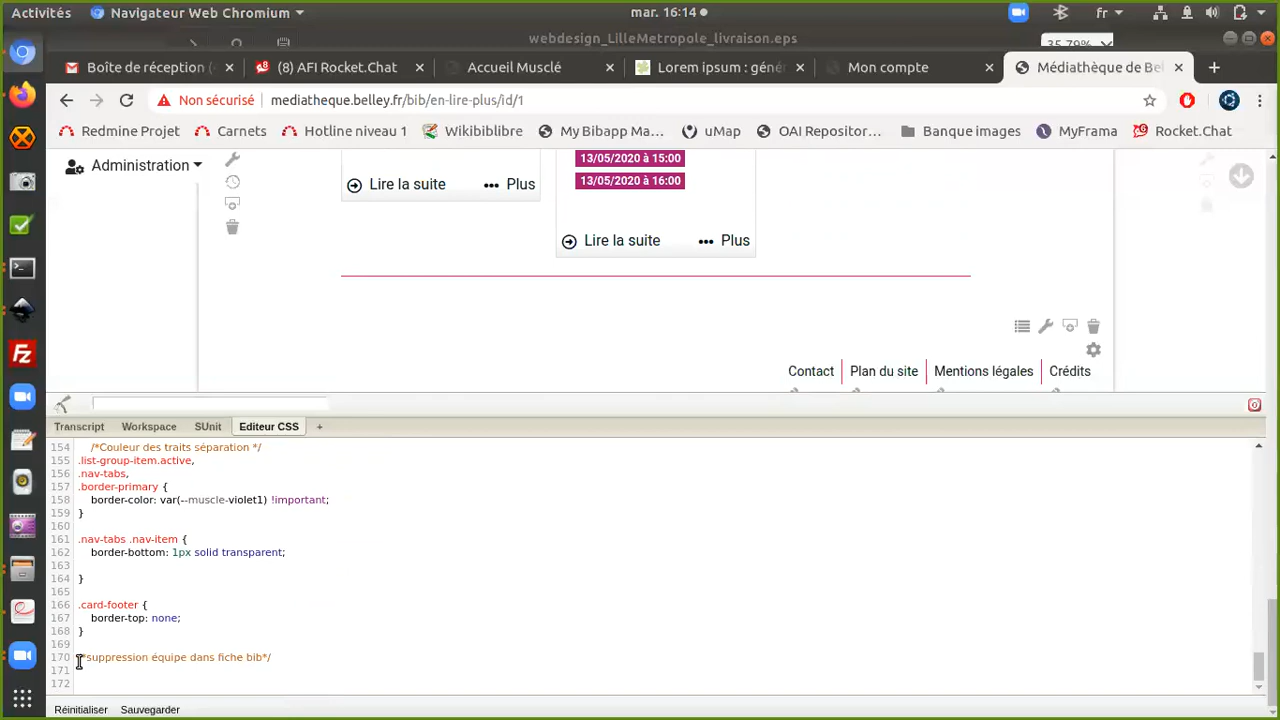 Activités Navigateur Web Chromium mar. 16:14 fr
webdesign_LilleMetropole_livraison.eps 35,79%
Boîte de réception (8) AFI Rocket.Chat Accueil Musclé Lorem ipsum : géné Mon compte Médiathèque de Bel
Non sécurisé mediatheque.belley.fr/bib/en-lire-plus/id/1
Redmine Projet Carnets Hotline niveau 1 Wikibiblibre My Bibapp Ma... uMap OAI Repositor... Banque images MyFrama Rocket.Chat
Administration
13/05/2020 à 15:00
13/05/2020 à 16:00
Lire la suite ••• Plus
Lire la suite ••• Plus
Contact Plan du site Mentions légales Crédits
Transcript Workspace SUnit Editeur CSS +
154 /*Couleur des traits séparation */
155 .list-group-item.active,
156 .nav-tabs,
157 .border-primary {
158 border-color: var(--muscle-violet1) !important;
159 }
160
161 .nav-tabs .nav-item {
162 border-bottom: 1px solid transparent;
163
164 }
165
166 .card-footer {
167 border-top: none;
168 }
169
170 /*suppression équipe dans fiche bib*/
171
172
Réinitialiser Sauvegarder